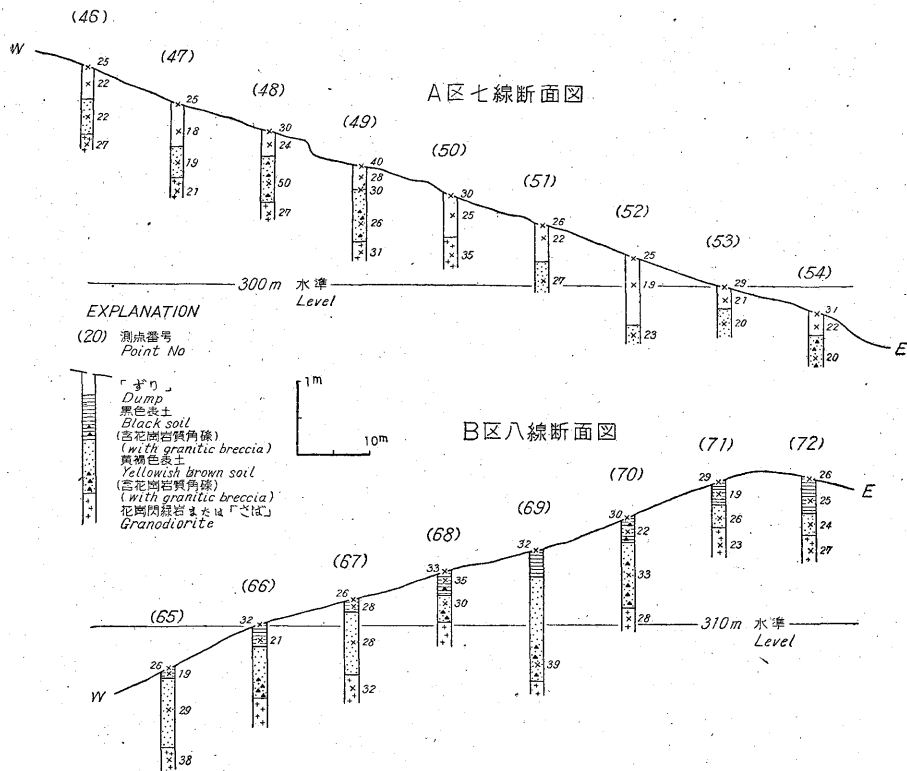 A区七線断面図
W
(46)
25
22
22
27
(47)
25
18
19
21
(48)
30
24
50
27
(49)
40
28
30
26
31
(50)
30
25
35
(51)
26
22
27
(52)
25
19
23
(53)
29
21
20
(54)
31
22
20
E
300m 水準
Level
EXPLANATION
(20) 測点番号
Point No
「ずり」
Dump
黒色表土
Black soil
(含花崗岩質角礫)
(with granitic breccia)
黄褐色表土
Yellowish brown soil
(含花崗岩質角礫)
(with granitic breccia)
花崗閃緑岩または「さば」
Granodiorite
1m
10m
B区八線断面図
W
(65)
26
19
29
38
(66)
32
21
(67)
26
28
28
32
(68)
33
35
30
(69)
32
39
(70)
30
22
33
28
(71)
29
19
26
23
(72)
26
25
24
27
E
310m 水準
Level